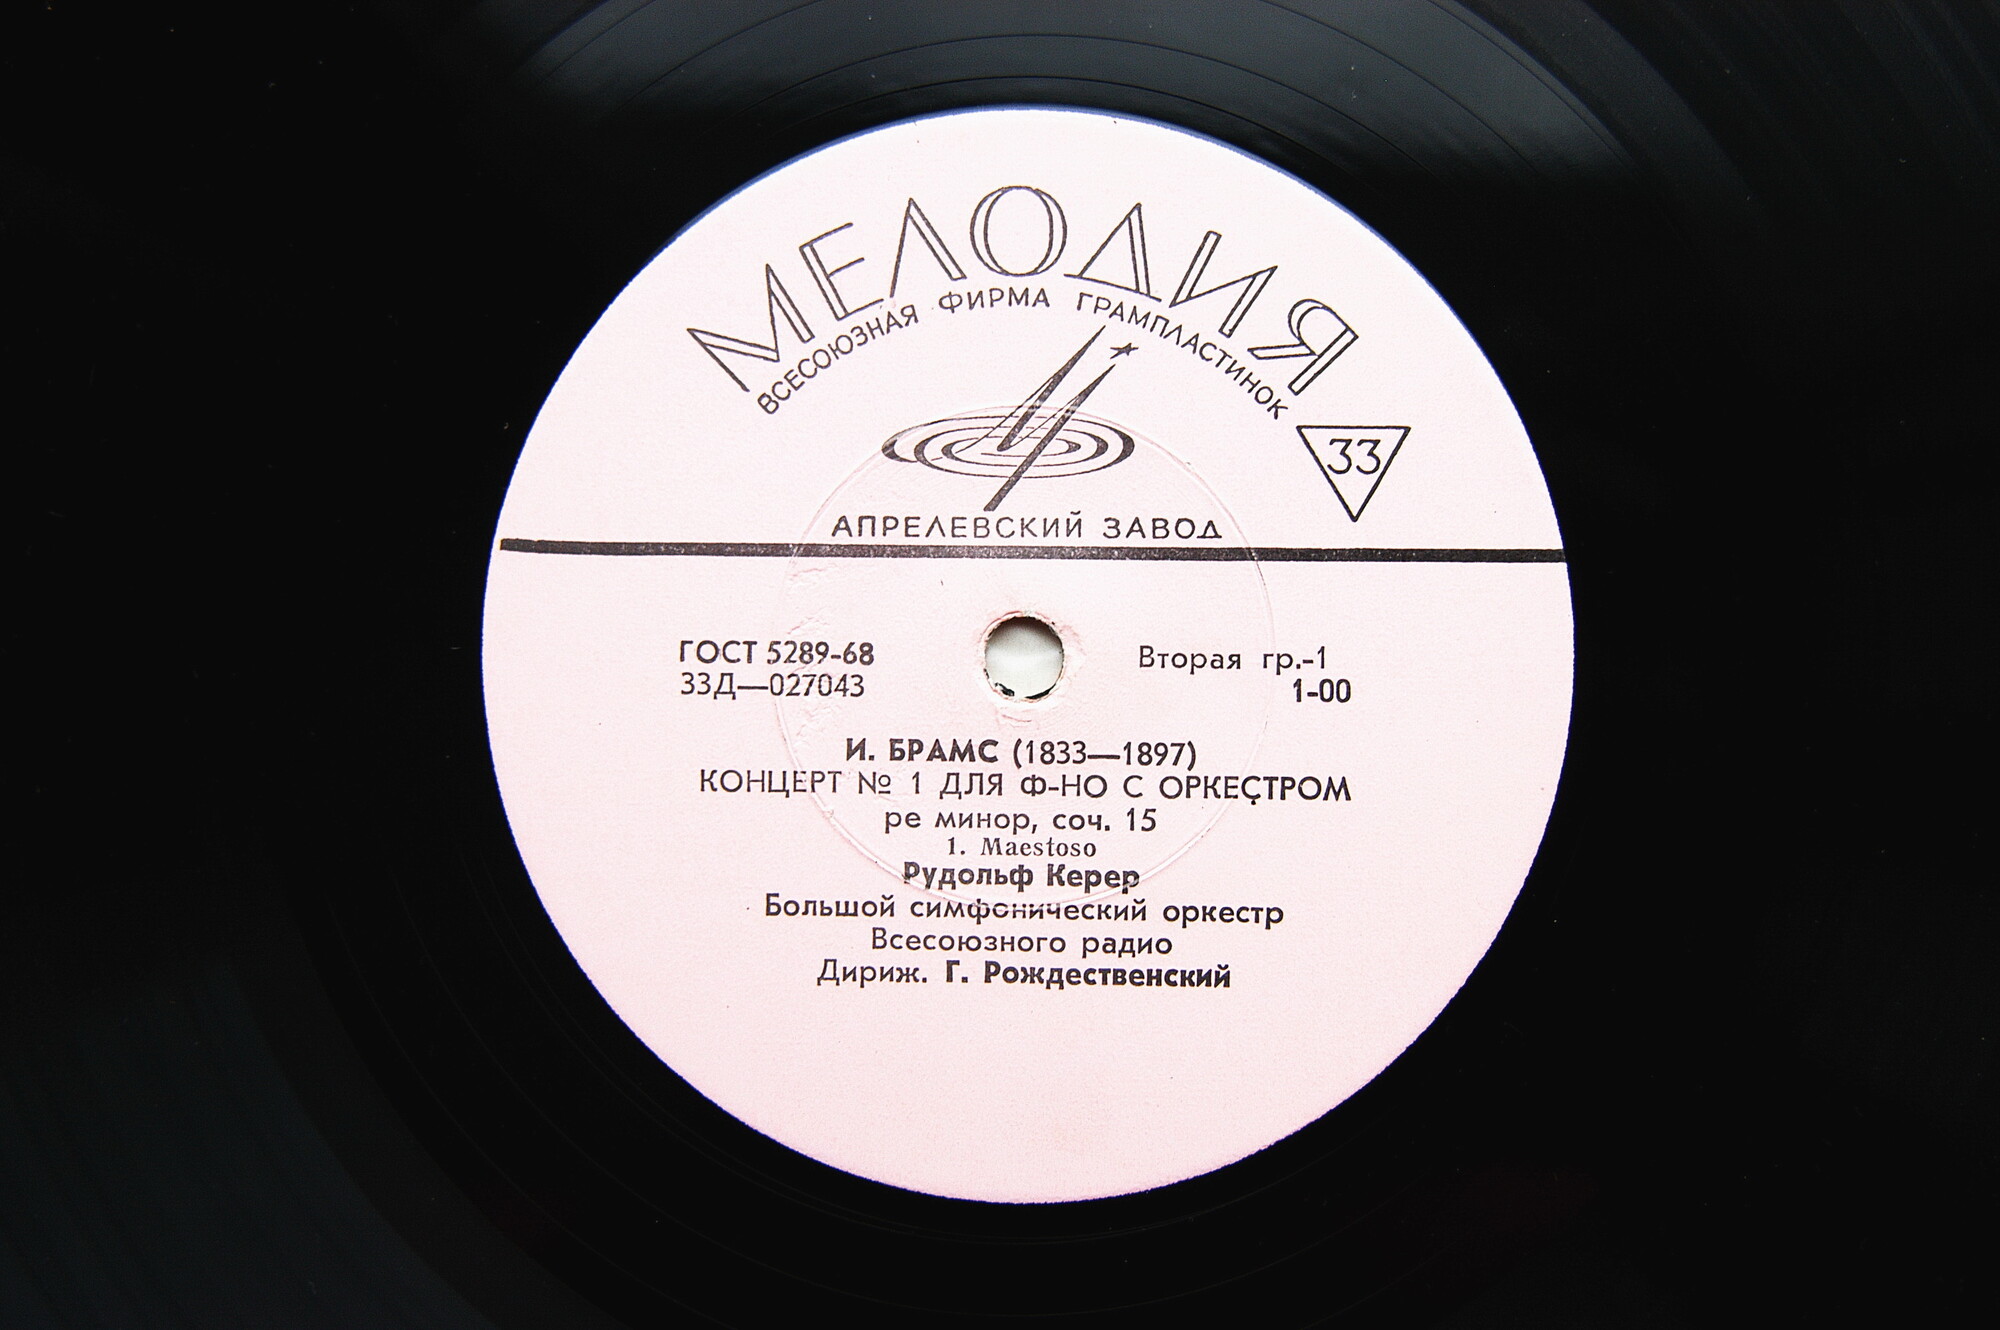 МЕЛОДИЯ
ВСЕСОЮЗНАЯ ФИРМА ГРАМПЛАСТИНОК
33
АПРЕЛЕВСКИЙ ЗАВОД
ГОСТ 5289-68
33Д—027043
Вторая гр.-1
1-00
И. БРАМС (1833—1897)
КОНЦЕРТ № 1 ДЛЯ Ф-НО С ОРКЕСТРОМ
ре минор, соч. 15
1. Maestoso
Рудольф Керер
Большой симфонический оркестр
Всесоюзного радио
Дириж. Г. Рождественский